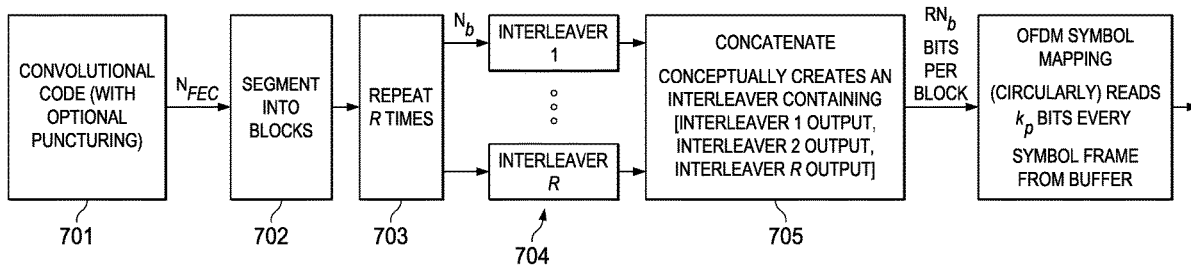 CONVOLUTIONAL
CODE (WITH
OPTIONAL
PUNCTURING)
701
N_FEC
SEGMENT
INTO
BLOCKS
702
REPEAT
R TIMES
703
N_b
INTERLEAVER
1
INTERLEAVER
R
704
CONCATENATE
CONCEPTUALLY CREATES AN
INTERLEAVER CONTAINING
[INTERLEAVER 1 OUTPUT,
INTERLEAVER 2 OUTPUT,
INTERLEAVER R OUTPUT]
705
RN_b
BITS
PER
BLOCK
OFDM SYMBOL
MAPPING
(CIRCULARLY) READS
k_p BITS EVERY
SYMBOL FRAME
FROM BUFFER